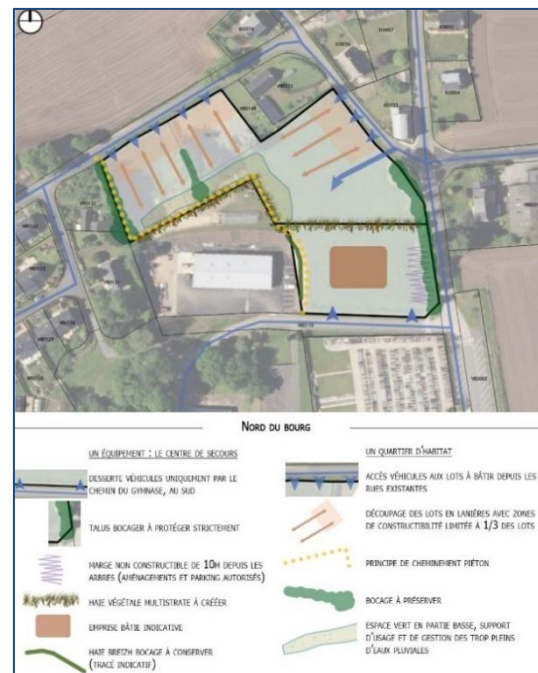 NORD DU BOURG
UN ÉQUIPEMENT : LE CENTRE DE SECOURS
DESSERTE VÉHICULES UNIQUEMENT PAR LE
CHEMIN DU GYMNASE, AU SUD
TALUS BOCAGER À PROTÉGER STRICTEMENT
MARGE NON CONSTRUCTIBLE DE 10M DEPUIS LES
ARBRES (AMÉNAGEMENTS ET PARKING AUTORISÉS)
HAIE VÉGÉTALE MULTISTRATE À CRÉÉER
EMPRISE BÂTIE INDICATIVE
HAIE BREIZH BOCAGE À CONSERVER
(TRACÉ INDICATIF)
UN QUARTIER D'HABITAT
ACCÈS VÉHICULES AUX LOTS À BÂTIR DEPUIS LES
RUES EXISTANTES
DÉCOUPAGE DES LOTS EN LANIÈRES AVEC ZONES
DE CONSTRUCTIBILITÉ LIMITÉE À 1/3 DES LOTS
PRINCIPE DE CHEMINEMENT PIÉTON
BOCAGE À PRÉSERVER
ESPACE VERT EN PARTIE BASSE, SUPPORT
D'USAGE ET DE GESTION DES TROP PLEINS
D'EAUX PLUVIALES